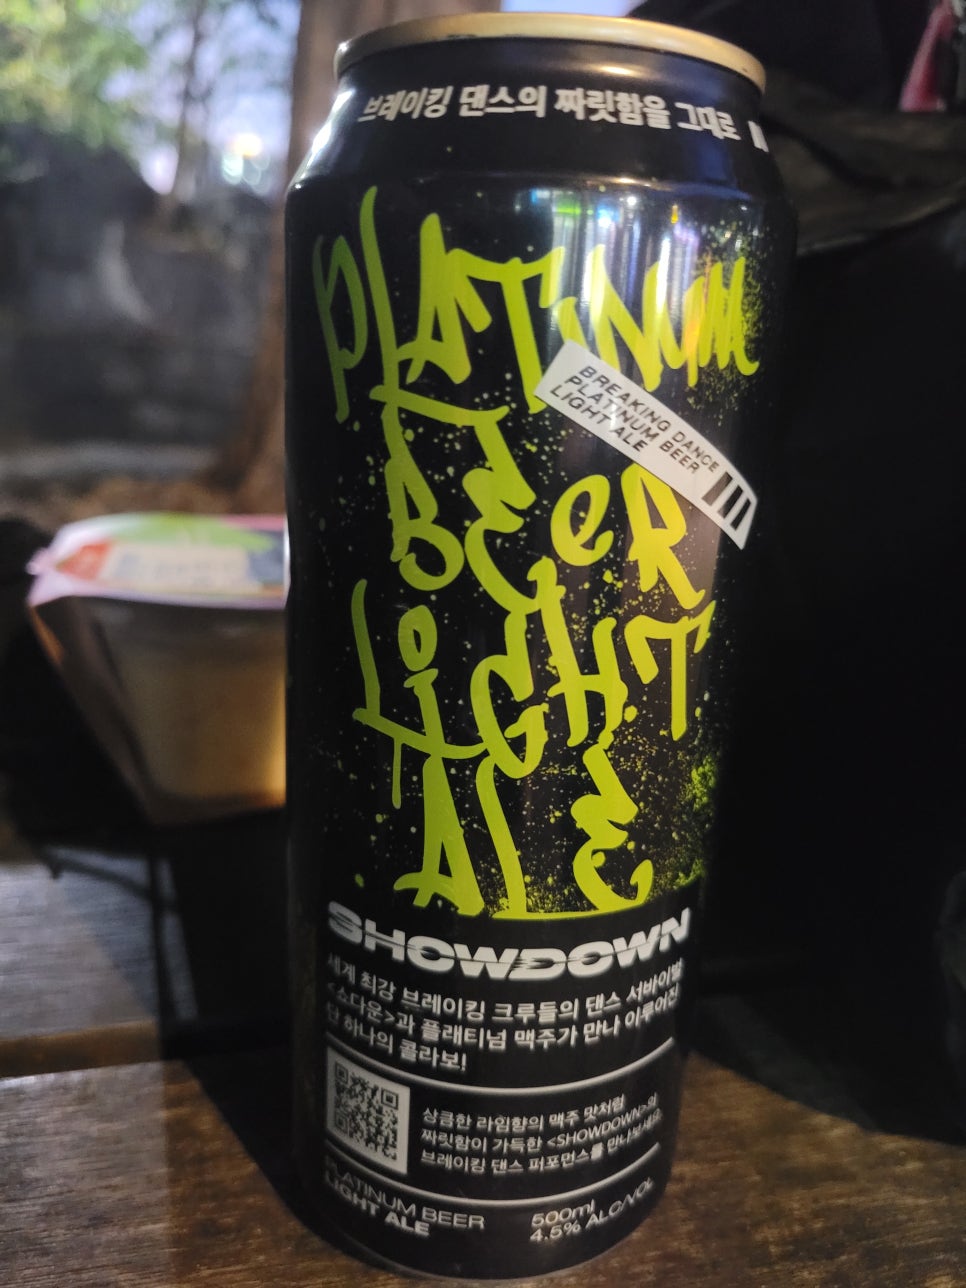 브레이킹 댄스의 짜릿함을 그대로
PLATINUM
BEER
LIGHT
ALE
BREAKING DANCE
PLATINUM BEER
LIGHT ALE
SHOWDOWN
세계 최강 브레이킹 크루들의 댄스 서바이벌
<쇼다운>과 플래티넘 맥주가 만나 이루어진
단 하나의 콜라보!
상큼한 라임향의 맥주 맛처럼
짜릿함이 가득한 <SHOWDOWN>의
브레이킹 댄스 퍼포먼스를 만나보세요
PLATINUM BEER
LIGHT ALE
500ml
4.5% ALC/VOL